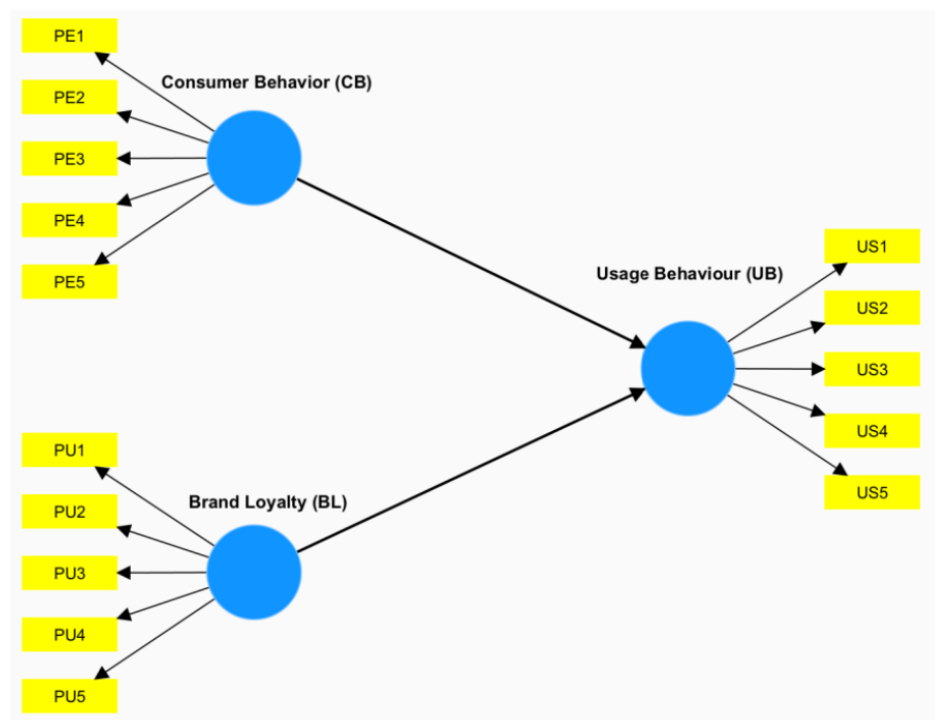 PE1
Consumer Behavior (CB)
PE2
PE3
PE4
PE5
US1
Usage Behaviour (UB)
US2
US3
US4
US5
PU1
Brand Loyalty (BL)
PU2
PU3
PU4
PU5